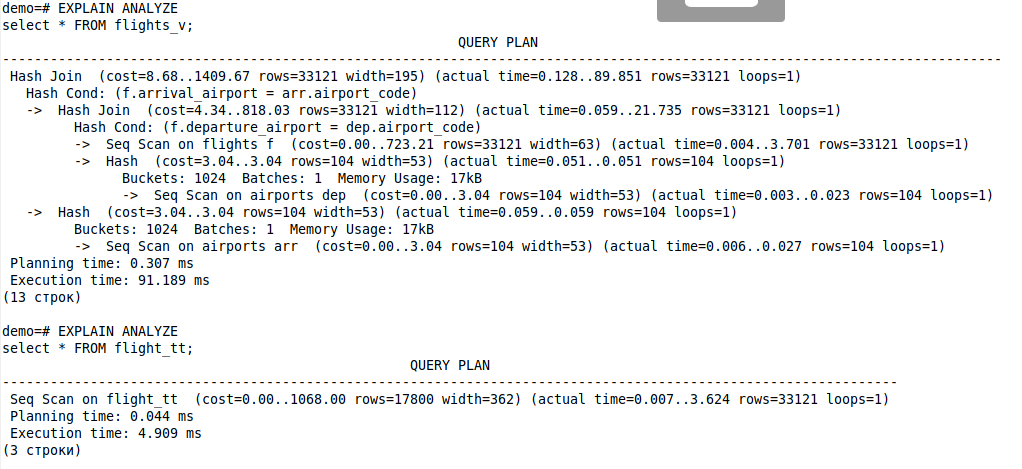 demo=# EXPLAIN ANALYZE
select * FROM flights_v;
QUERY PLAN
-----------------------------------------------------------------------------------------------------------------------------
Hash Join  (cost=8.68..1409.67 rows=33121 width=195) (actual time=0.128..89.851 rows=33121 loops=1)
  Hash Cond: (f.arrival_airport = arr.airport_code)
  ->  Hash Join  (cost=4.34..818.03 rows=33121 width=112) (actual time=0.059..21.735 rows=33121 loops=1)
        Hash Cond: (f.departure_airport = dep.airport_code)
        ->  Seq Scan on flights f  (cost=0.00..723.21 rows=33121 width=63) (actual time=0.004..3.701 rows=33121 loops=1)
        ->  Hash  (cost=3.04..3.04 rows=104 width=53) (actual time=0.051..0.051 rows=104 loops=1)
              Buckets: 1024  Batches: 1  Memory Usage: 17kB
              ->  Seq Scan on airports dep  (cost=0.00..3.04 rows=104 width=53) (actual time=0.003..0.023 rows=104 loops=1)
  ->  Hash  (cost=3.04..3.04 rows=104 width=53) (actual time=0.059..0.059 rows=104 loops=1)
        Buckets: 1024  Batches: 1  Memory Usage: 17kB
        ->  Seq Scan on airports arr  (cost=0.00..3.04 rows=104 width=53) (actual time=0.006..0.027 rows=104 loops=1)
Planning time: 0.307 ms
Execution time: 91.189 ms
(13 строк)
demo=# EXPLAIN ANALYZE
select * FROM flight_tt;
QUERY PLAN
----------------------------------------------------------------------------------------------------------------
Seq Scan on flight_tt  (cost=0.00..1068.00 rows=17800 width=362) (actual time=0.007..3.624 rows=33121 loops=1)
Planning time: 0.044 ms
Execution time: 4.909 ms
(3 строки)